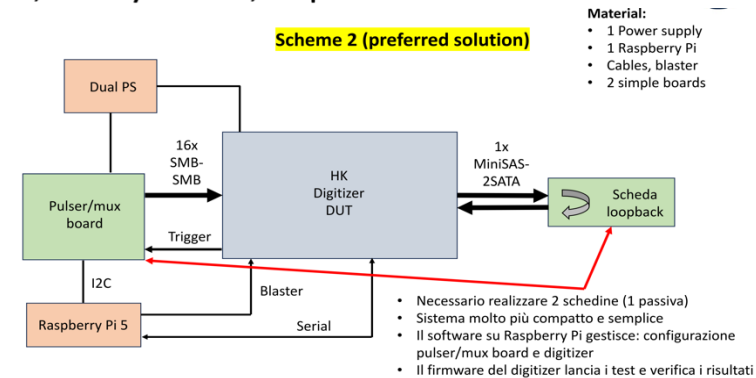 Material:
• 1 Power supply
• 1 Raspberry Pi
• Cables, blaster
• 2 simple boards
Scheme 2 (preferred solution)
Dual PS
16x
SMB-
SMB
HK
Digitizer
DUT
1x
MiniSAS-
2SATA
Pulser/mux
board
Scheda
loopback
Trigger
I2C
Blaster
Raspberry Pi 5
Serial
• Necessario realizzare 2 schedine (1 passiva)
• Sistema molto più compatto e semplice
• Il software su Raspberry Pi gestisce: configurazione
pulser/mux board e digitizer
• Il firmware del digitizer lancia i test e verifica i risultati